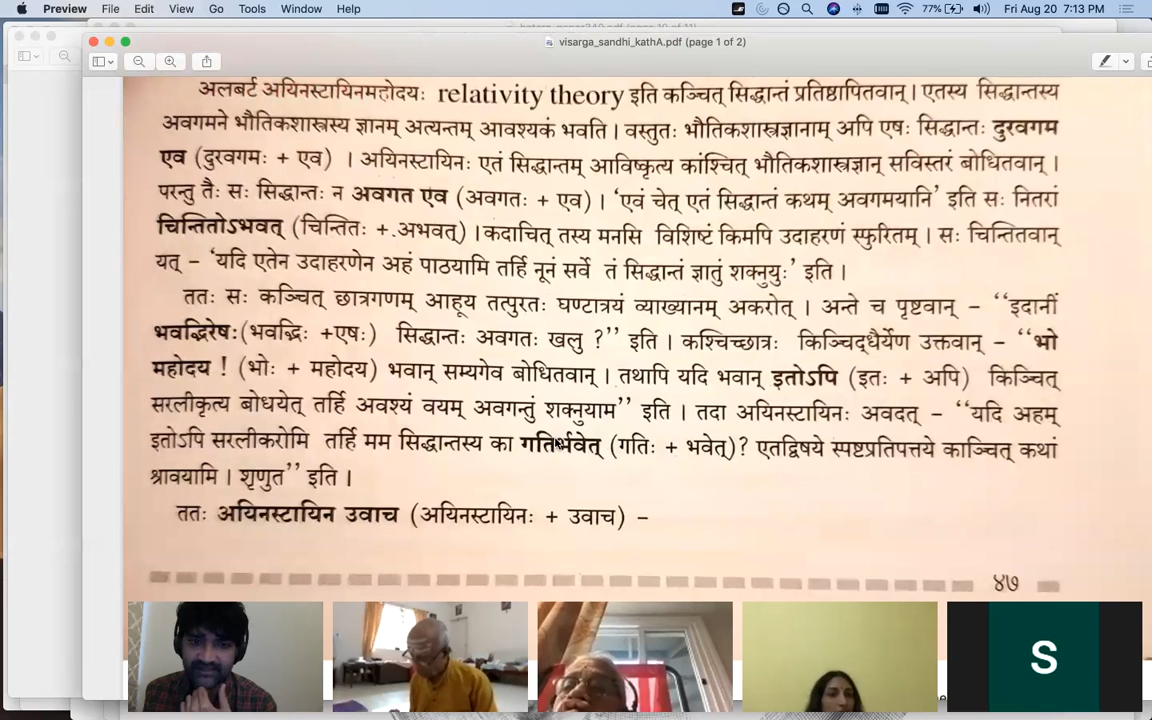 Preview File Edit View Go Tools Window Help 77% Fri Aug 20 7:13 PM
visarga_sandhi_kathA.pdf (page 1 of 2)
अलबर्ट अयिनस्टायिनमहोदयः relativity theory इति कञ्चित् सिद्धान्तं प्रतिष्ठापितवान् । एतस्य सिद्धान्तस्य
अवगमने भौतिकशास्त्रस्य ज्ञानम् अत्यन्तम् आवश्यकं भवति । वस्तुतः भौतिकशास्त्रज्ञानाम् अपि एषः सिद्धान्तः दुरवगम
एव (दुरवगमः + एव) । अयिनस्टायिनः एतं सिद्धान्तम् आविष्कृत्य कांश्चित् भौतिकशास्त्रज्ञान् सविस्तरं बोधितवान् ।
परन्तु तैः सः सिद्धान्तः न अवगत एव (अवगतः + एव) । ‘एवं चेत् एतं सिद्धान्तं कथम् अवगमयानि’ इति सः नितरां
चिन्तितोऽभवत् (चिन्तितः + अभवत्) । कदाचित् तस्य मनसि विशिष्टं किमपि उदाहरणं स्फुरितम् । सः चिन्तितवान्
यत् – ‘यदि एतेन उदाहरणेन अहं पाठयामि तर्हि नूनं सर्वे तं सिद्धान्तं ज्ञातुं शक्नुयुः’ इति ।
ततः सः कञ्चित् छात्रगणम् आहूय तत्पुरतः घण्टात्रयं व्याख्यानम् अकरोत् । अन्ते च पृष्टवान् – “इदानीं
भवद्भिरेषः(भवद्भिः +एषः) सिद्धान्तः अवगतः खलु ?” इति । कश्चिच्छात्रः किञ्चिद्धैर्येण उक्तवान् – “भो
महोदय ! (भोः + महोदय) भवान् सम्यगेव बोधितवान् । तथापि यदि भवान् इतोऽपि (इतः + अपि) किञ्चित्
सरलीकृत्य बोधयेत् तर्हि अवश्यं वयम् अवगन्तुं शक्नुयाम” इति । तदा अयिनस्टायिनः अवदत् – “यदि अहम्
इतोऽपि सरलीकरोमि तर्हि मम सिद्धान्तस्य का गतिर्भवेत् (गतिः + भवेत्)? एतद्विषये स्पष्टप्रतिपत्तये काञ्चित् कथां
श्रावयामि । शृणुत” इति ।
ततः अयिनस्टायिन उवाच (अयिनस्टायिनः + उवाच) –
४७
S